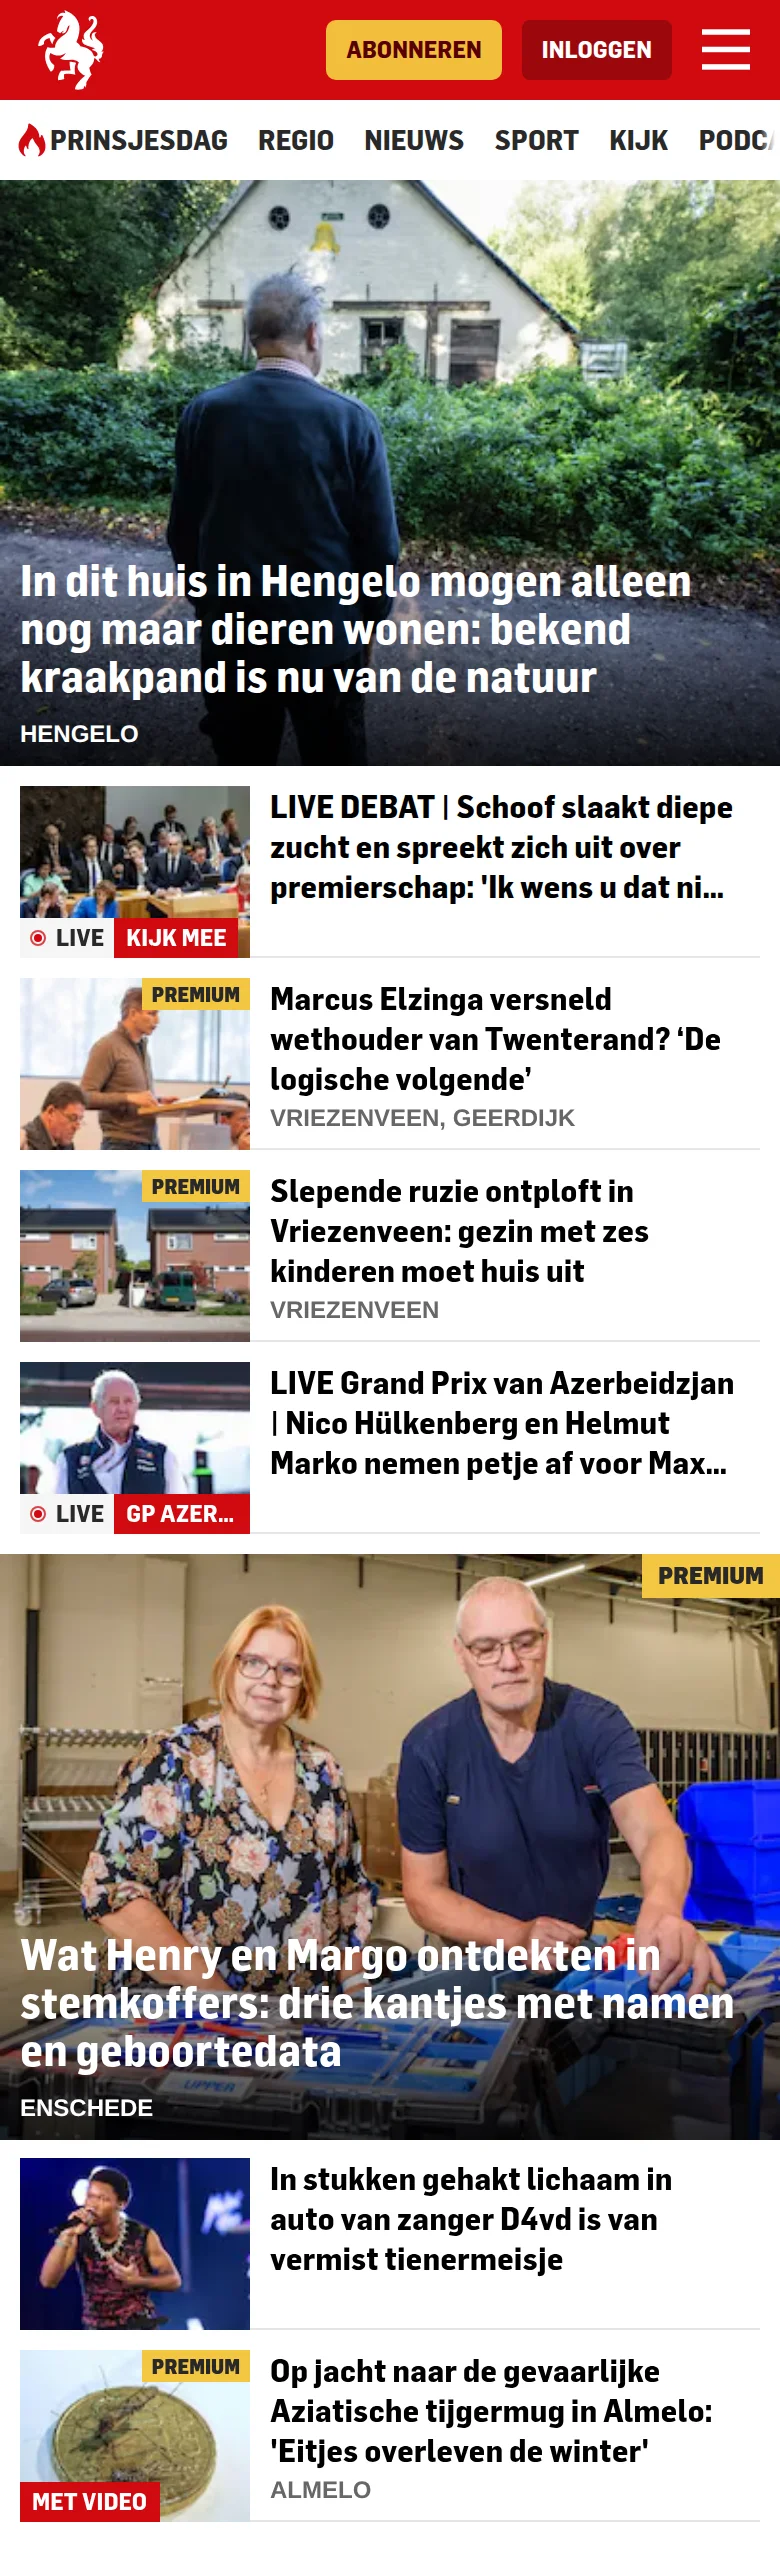 ABONNEREN
INLOGGEN
PRINSJESDAG REGIO NIEUWS SPORT KIJK
In dit huis in Hengelo mogen alleen
nog maar dieren wonen: bekend
kraakpand is nu van de natuur
HENGELO
LIVE DEBAT | Schoof slaakt diepe
zucht en spreekt zich uit over
premierschap: 'Ik wens u dat ni...
LIVE KIJK MEE
PREMIUM
Marcus Elzinga versneld
wethouder van Twenterand? ‘De
logische volgende’
VRIEZENVEEN, GEERDIJK
PREMIUM
Slepende ruzie ontploft in
Vriezenveen: gezin met zes
kinderen moet huis uit
VRIEZENVEEN
LIVE Grand Prix van Azerbeidzjan
| Nico Hülkenberg en Helmut
Marko nemen petje af voor Max...
LIVE GP AZER...
PREMIUM
Wat Henry en Margo ontdekten in
stemkoffers: drie kantjes met namen
en geboortedata
UPPER
ENSCHEDE
In stukken gehakt lichaam in
auto van zanger D4vd is van
vermist tienermeisje
PREMIUM
Op jacht naar de gevaarlijke
Aziatische tijgermug in Almelo:
'Eitjes overleven de winter'
ALMELO
MET VIDEO